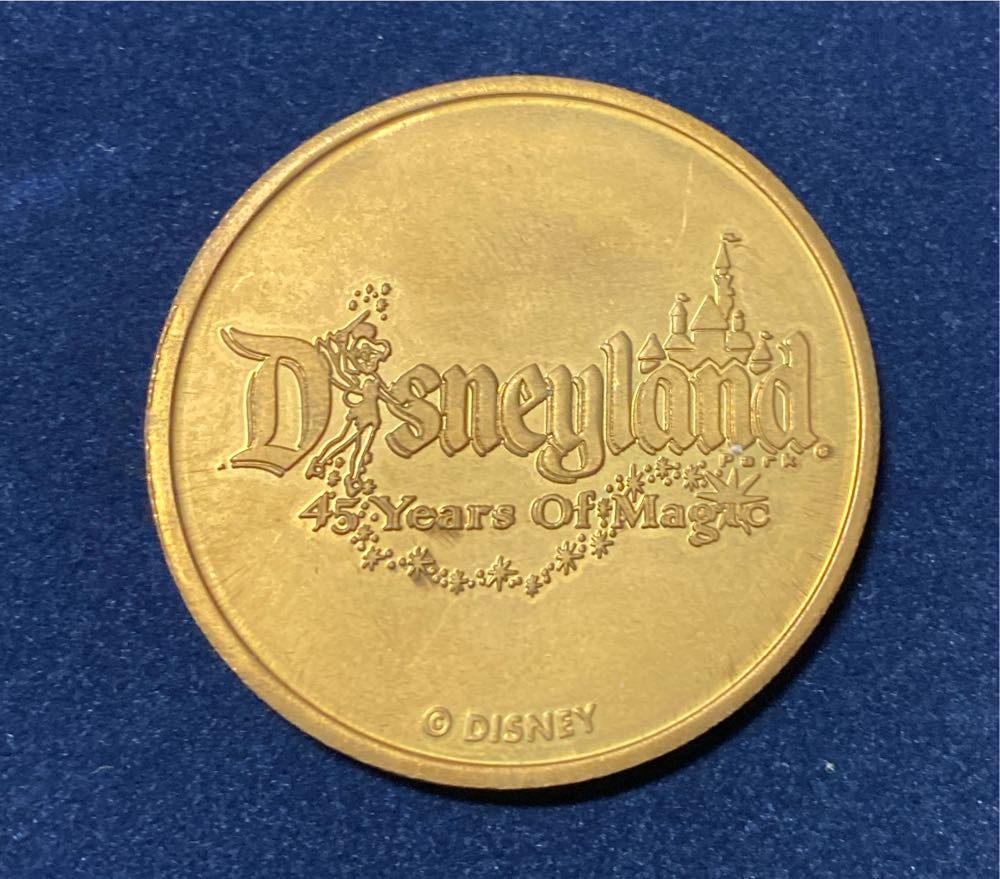 Disneyland
Park ©
45 Years Of Magic
© DISNEY